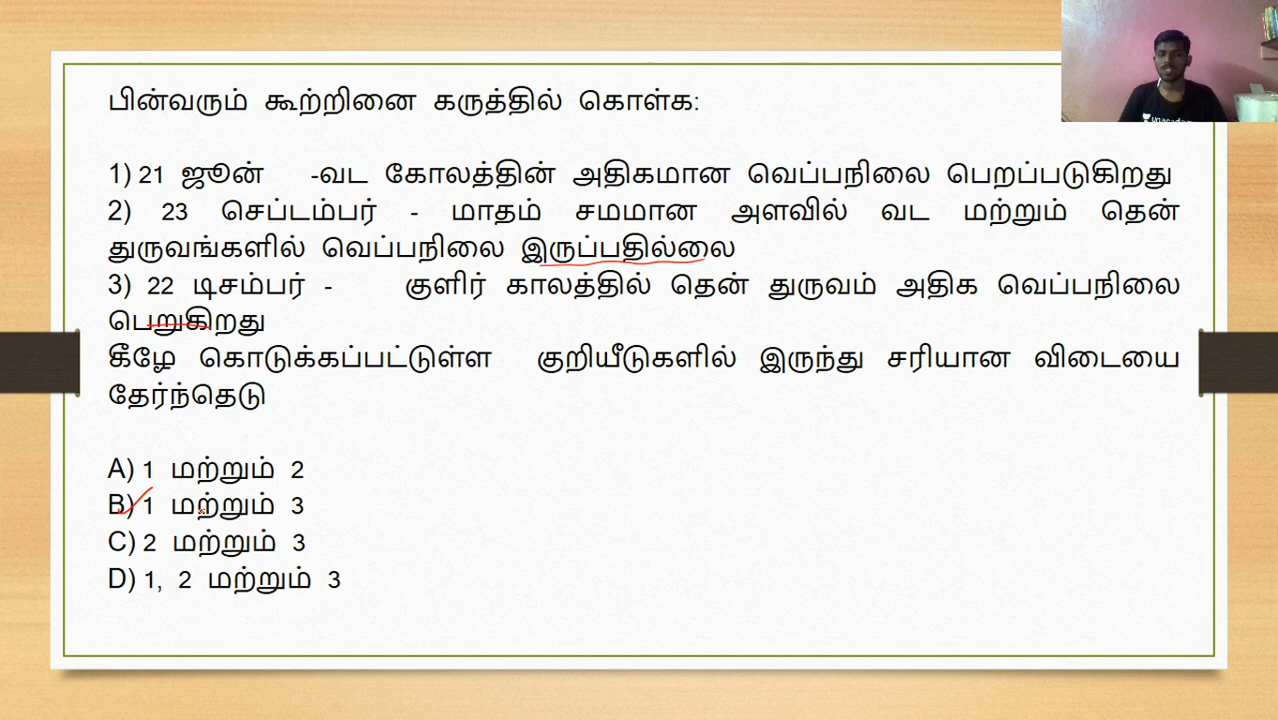 பின்வரும் கூற்றினை கருத்தில் கொள்க:
1) 21 ஜூன் -வட கோலத்தின் அதிகமான வெப்பநிலை பெறப்படுகிறது
2) 23 செப்டம்பர் - மாதம் சமமான அளவில் வட மற்றும் தென்
துருவங்களில் வெப்பநிலை இருப்பதில்லை
3) 22 டிசம்பர் - குளிர் காலத்தில் தென் துருவம் அதிக வெப்பநிலை
பெறுகிறது
கீழே கொடுக்கப்பட்டுள்ள குறியீடுகளில் இருந்து சரியான விடையை
தேர்ந்தெடு
A) 1 மற்றும் 2
B) 1 மற்றும் 3
C) 2 மற்றும் 3
D) 1, 2 மற்றும் 3